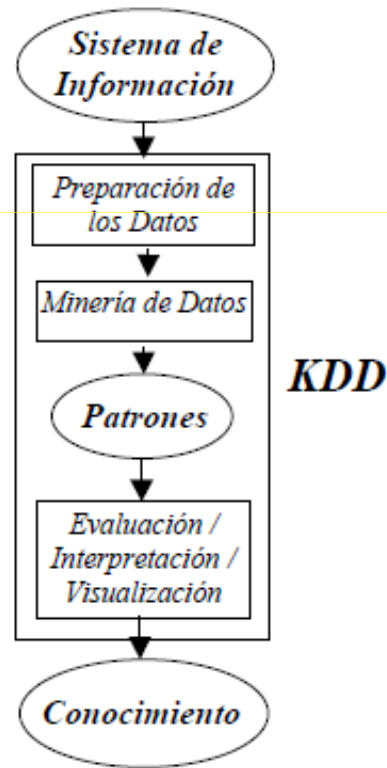 Sistema de
Información
Preparación de
los Datos
Minería de Datos
KDD
Patrones
Evaluación /
Interpretación /
Visualización
Conocimiento